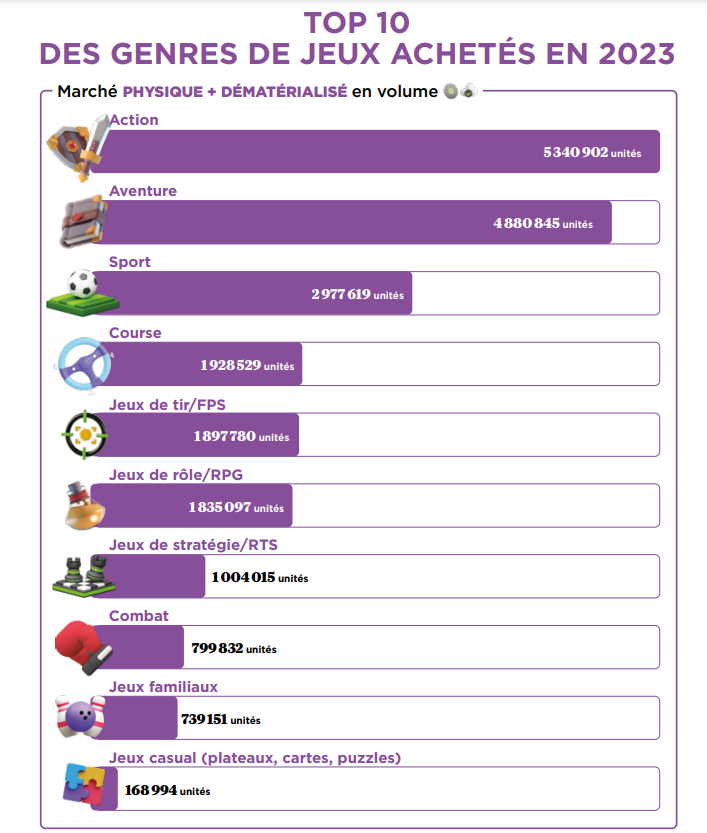 TOP 10
DES GENRES DE JEUX ACHETÉS EN 2023
Marché PHYSIQUE + DÉMATÉRIALISÉ en volume
Action
5 340 902 unités
Aventure
4 880 845 unités
Sport
2 977 619 unités
Course
1 928 529 unités
Jeux de tir/FPS
1 897 780 unités
Jeux de rôle/RPG
1 835 097 unités
Jeux de stratégie/RTS
1 004 015 unités
Combat
799 832 unités
Jeux familiaux
739 151 unités
Jeux casual (plateaux, cartes, puzzles)
168 994 unités